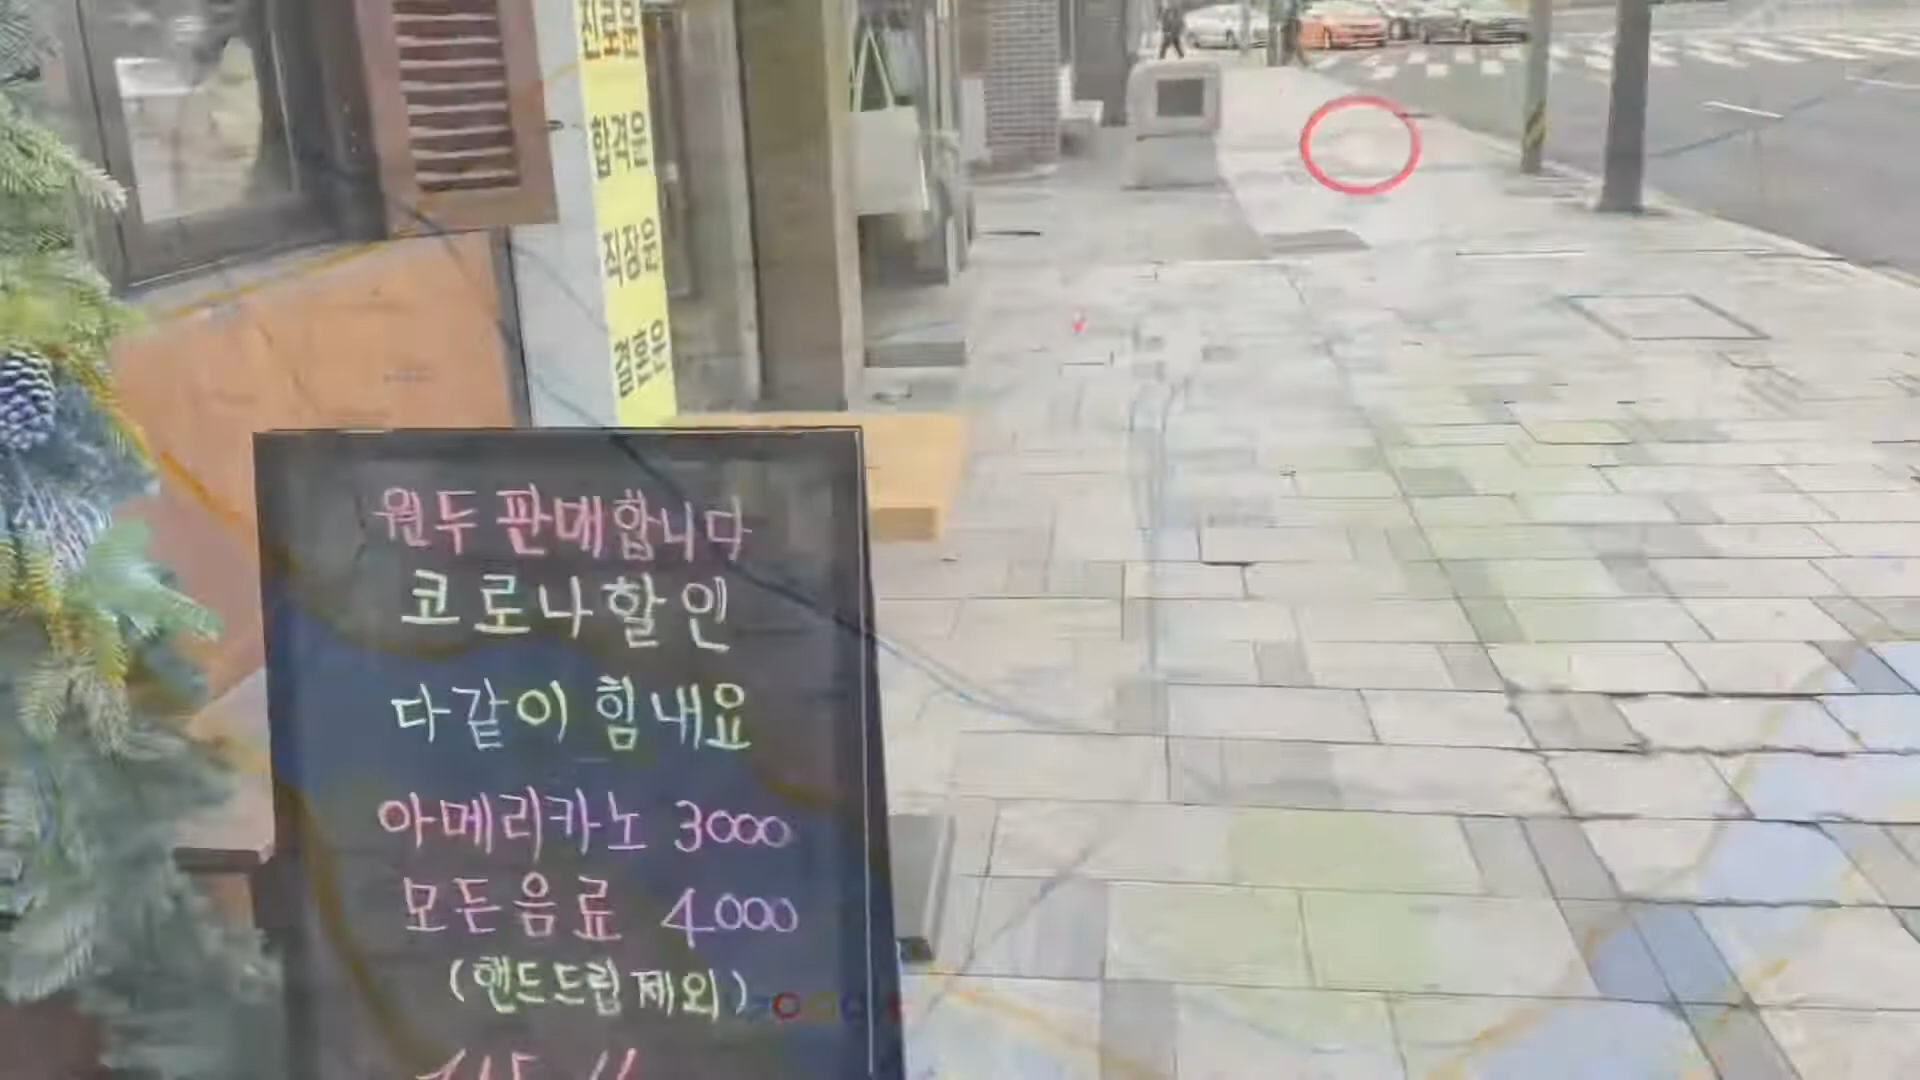 진로운
합격운
직장운
결혼운
원두 판매합니다
코로나할인
다같이 힘내요
아메리카노 3000
모든음료 4000
(핸드드립 제외)